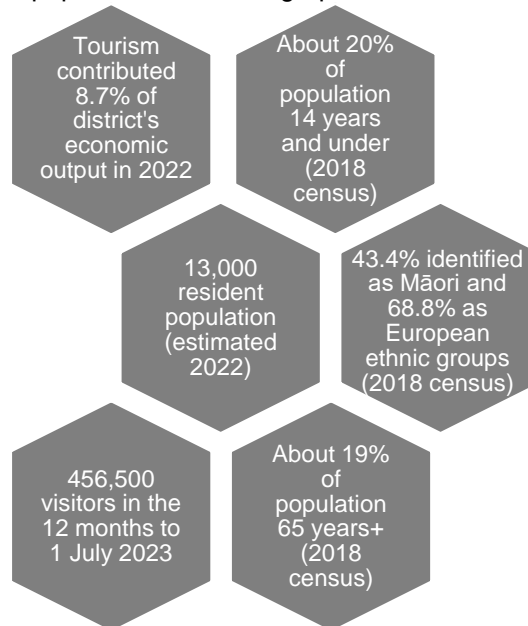 Tourism
contributed
8.7% of
district's
economic
output in 2022
About 20%
of
population
14 years
and under
(2018
census)
13,000
resident
population
(estimated
2022)
43.4% identified
as Māori and
68.8% as
European
ethnic groups
(2018 census)
456,500
visitors in the
12 months to
1 July 2023
About 19%
of
population
65 years+
(2018
census)